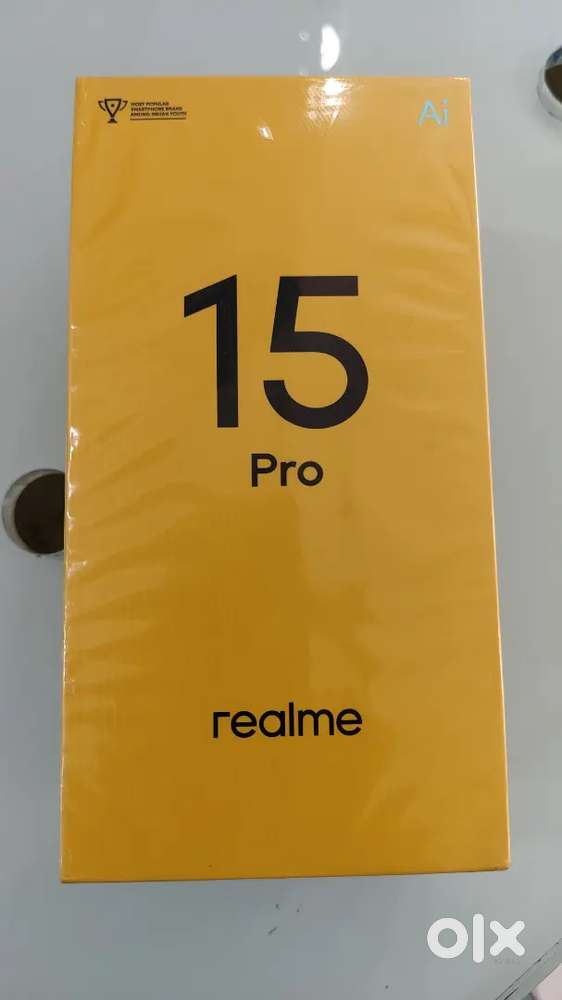 MOST POPULAR
SMARTPHONE BRAND
AMONG INDIAN YOUTH
Ai
15
Pro
realme
olx